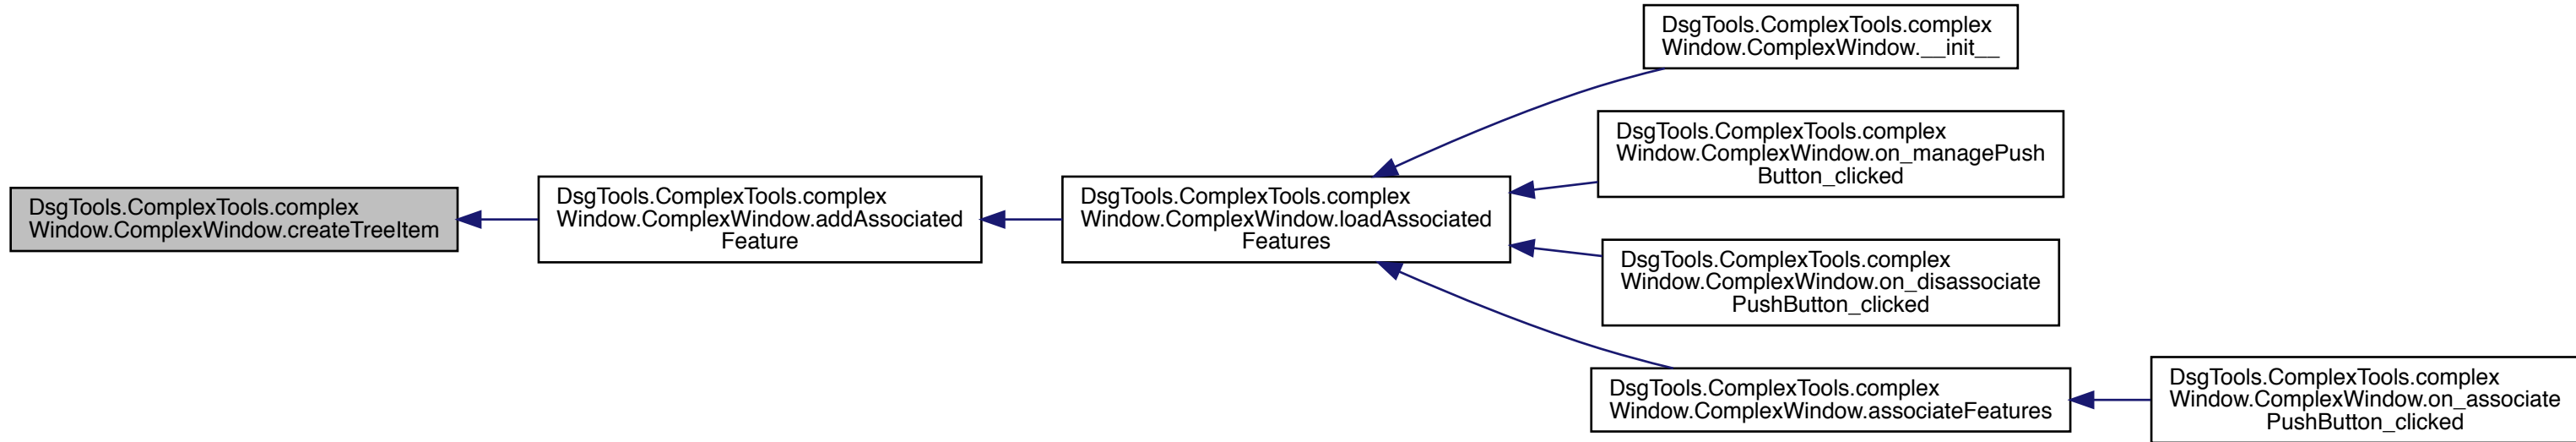 DsgTools.ComplexTools.complex
Window.ComplexWindow.createTreeItem
DsgTools.ComplexTools.complex
Window.ComplexWindow.addAssociated
Feature
DsgTools.ComplexTools.complex
Window.ComplexWindow.loadAssociated
Features
DsgTools.ComplexTools.complex
Window.ComplexWindow.__init__
DsgTools.ComplexTools.complex
Window.ComplexWindow.on_managePush
Button_clicked
DsgTools.ComplexTools.complex
Window.ComplexWindow.on_disassociate
PushButton_clicked
DsgTools.ComplexTools.complex
Window.ComplexWindow.associateFeatures
DsgTools.ComplexTools.complex
Window.ComplexWindow.on_associate
PushButton_clicked